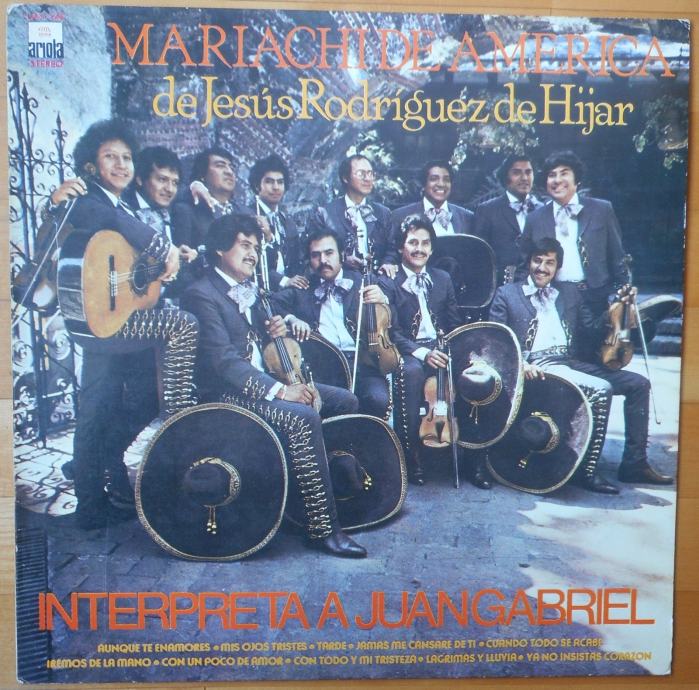 ariola
STEREO
MARIACHI DE AMERICA
de Jesús Rodríguez de Hijar
INTERPRETA A JUAN GABRIEL
AUNQUE TE ENAMORES • MIS OJOS TRISTES • TARDE • JAMAS ME CANSARE DE TI • CUANDO TODO SE ACABE
IREMOS DE LA MANO • CON UN POCO DE AMOR • CON TODO Y MI TRISTEZA • LAGRIMAS Y LLUVIA • YA NO INSISTAS CORAZON